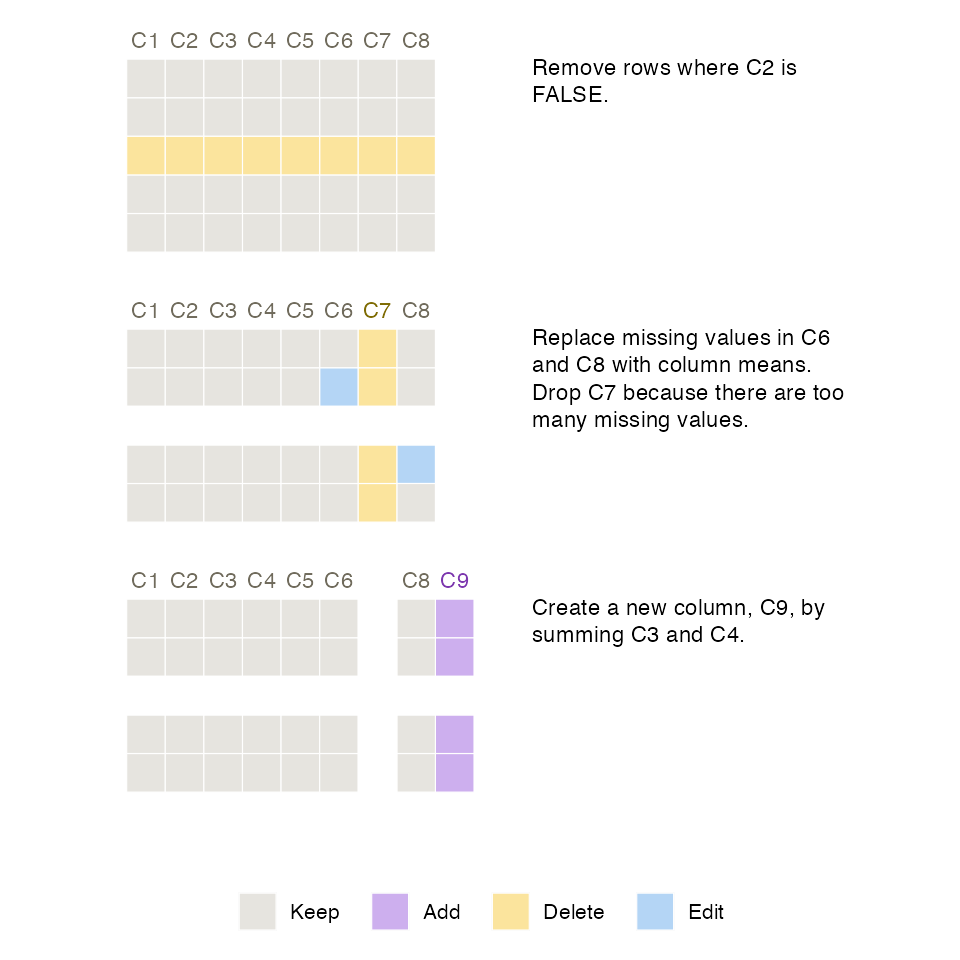 C1 C2 C3 C4 C5 C6 C7 C8
Remove rows where C2 is
FALSE.
C1 C2 C3 C4 C5 C6 C7 C8
Replace missing values in C6
and C8 with column means.
Drop C7 because there are too
many missing values.
C1 C2 C3 C4 C5 C6 C8 C9
Create a new column, C9, by
summing C3 and C4.
Keep Add Delete Edit